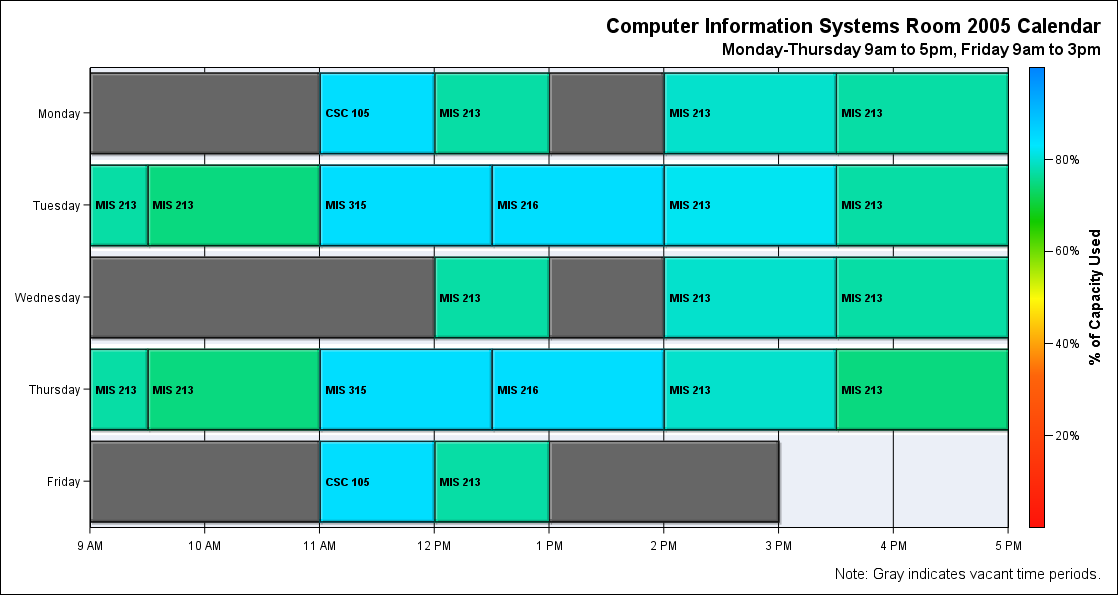 Computer Information Systems Room 2005 Calendar
Monday-Thursday 9am to 5pm, Friday 9am to 3pm
Monday
CSC 105
MIS 213
MIS 213
MIS 213
Tuesday
MIS 213
MIS 213
MIS 315
MIS 216
MIS 213
MIS 213
Wednesday
MIS 213
MIS 213
MIS 213
Thursday
MIS 213
MIS 213
MIS 315
MIS 216
MIS 213
MIS 213
Friday
CSC 105
MIS 213
9 AM
10 AM
11 AM
12 PM
1 PM
2 PM
3 PM
4 PM
5 PM
80%
60%
40%
20%
% of Capacity Used
Note: Gray indicates vacant time periods.